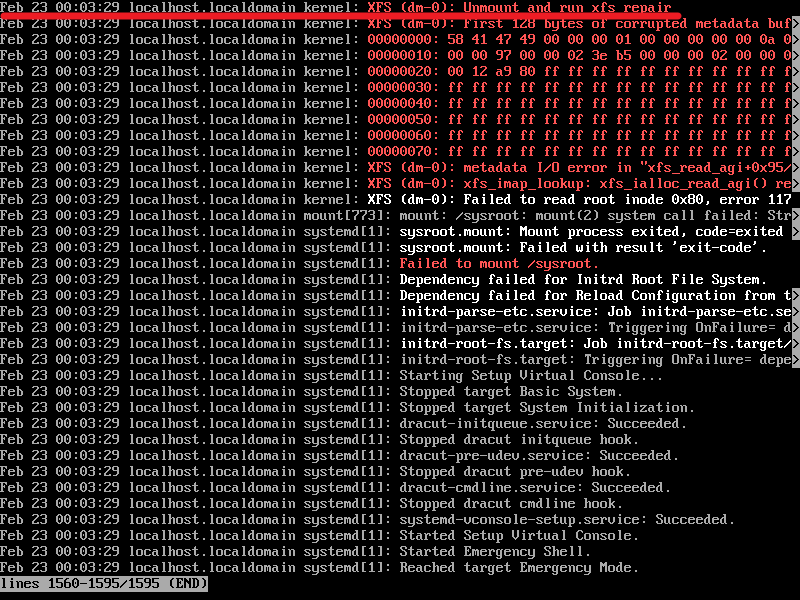 Feb 23 00:03:29 localhost.localdomain kernel: XFS (dm-0): Unmount and run xfs_repair
Feb 23 00:03:29 localhost.localdomain kernel: XFS (dm-0): First 128 bytes of corrupted metadata buf>
Feb 23 00:03:29 localhost.localdomain kernel: 00000000: 58 41 47 49 00 00 00 01 00 00 00 00 00 0a 0>
Feb 23 00:03:29 localhost.localdomain kernel: 00000010: 00 00 97 00 00 02 3e b5 00 00 00 02 00 00 0>
Feb 23 00:03:29 localhost.localdomain kernel: 00000020: 00 12 a9 80 ff ff ff ff ff ff ff ff ff ff f>
Feb 23 00:03:29 localhost.localdomain kernel: 00000030: ff ff ff ff ff ff ff ff ff ff ff ff ff ff f>
Feb 23 00:03:29 localhost.localdomain kernel: 00000040: ff ff ff ff ff ff ff ff ff ff ff ff ff ff f>
Feb 23 00:03:29 localhost.localdomain kernel: 00000050: ff ff ff ff ff ff ff ff ff ff ff ff ff ff f>
Feb 23 00:03:29 localhost.localdomain kernel: 00000060: ff ff ff ff ff ff ff ff ff ff ff ff ff ff f>
Feb 23 00:03:29 localhost.localdomain kernel: 00000070: ff ff ff ff ff ff ff ff ff ff ff ff ff ff f>
Feb 23 00:03:29 localhost.localdomain kernel: XFS (dm-0): metadata I/O error in "xfs_read_agi+0x95/>
Feb 23 00:03:29 localhost.localdomain kernel: XFS (dm-0): xfs_imap_lookup: xfs_ialloc_read_agi() re>
Feb 23 00:03:29 localhost.localdomain kernel: XFS (dm-0): Failed to read root inode 0x80, error 117
Feb 23 00:03:29 localhost.localdomain mount[773]: mount: /sysroot: mount(2) system call failed: Str>
Feb 23 00:03:29 localhost.localdomain systemd[1]: sysroot.mount: Mount process exited, code=exited >
Feb 23 00:03:29 localhost.localdomain systemd[1]: sysroot.mount: Failed with result 'exit-code'.
Feb 23 00:03:29 localhost.localdomain systemd[1]: Failed to mount /sysroot.
Feb 23 00:03:29 localhost.localdomain systemd[1]: Dependency failed for Initrd Root File System.
Feb 23 00:03:29 localhost.localdomain systemd[1]: Dependency failed for Reload Configuration from t>
Feb 23 00:03:29 localhost.localdomain systemd[1]: initrd-parse-etc.service: Job initrd-parse-etc.se>
Feb 23 00:03:29 localhost.localdomain systemd[1]: initrd-parse-etc.service: Triggering OnFailure= d>
Feb 23 00:03:29 localhost.localdomain systemd[1]: initrd-root-fs.target: Job initrd-root-fs.target/>
Feb 23 00:03:29 localhost.localdomain systemd[1]: initrd-root-fs.target: Triggering OnFailure= depe>
Feb 23 00:03:29 localhost.localdomain systemd[1]: Starting Setup Virtual Console...
Feb 23 00:03:29 localhost.localdomain systemd[1]: Stopped target Basic System.
Feb 23 00:03:29 localhost.localdomain systemd[1]: Stopped target System Initialization.
Feb 23 00:03:29 localhost.localdomain systemd[1]: dracut-initqueue.service: Succeeded.
Feb 23 00:03:29 localhost.localdomain systemd[1]: Stopped dracut initqueue hook.
Feb 23 00:03:29 localhost.localdomain systemd[1]: dracut-pre-udev.service: Succeeded.
Feb 23 00:03:29 localhost.localdomain systemd[1]: Stopped dracut pre-udev hook.
Feb 23 00:03:29 localhost.localdomain systemd[1]: dracut-cmdline.service: Succeeded.
Feb 23 00:03:29 localhost.localdomain systemd[1]: Stopped dracut cmdline hook.
Feb 23 00:03:29 localhost.localdomain systemd[1]: systemd-vconsole-setup.service: Succeeded.
Feb 23 00:03:29 localhost.localdomain systemd[1]: Started Setup Virtual Console.
Feb 23 00:03:29 localhost.localdomain systemd[1]: Started Emergency Shell.
Feb 23 00:03:29 localhost.localdomain systemd[1]: Reached target Emergency Mode.
lines 1560-1595/1595 (END)